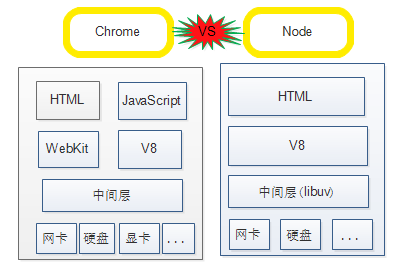 Chrome VS Node
HTML JavaScript
WebKit V8
中间层
网卡 硬盘 显卡 ...
HTML
V8
中间层(libuv)
网卡 硬盘 ...